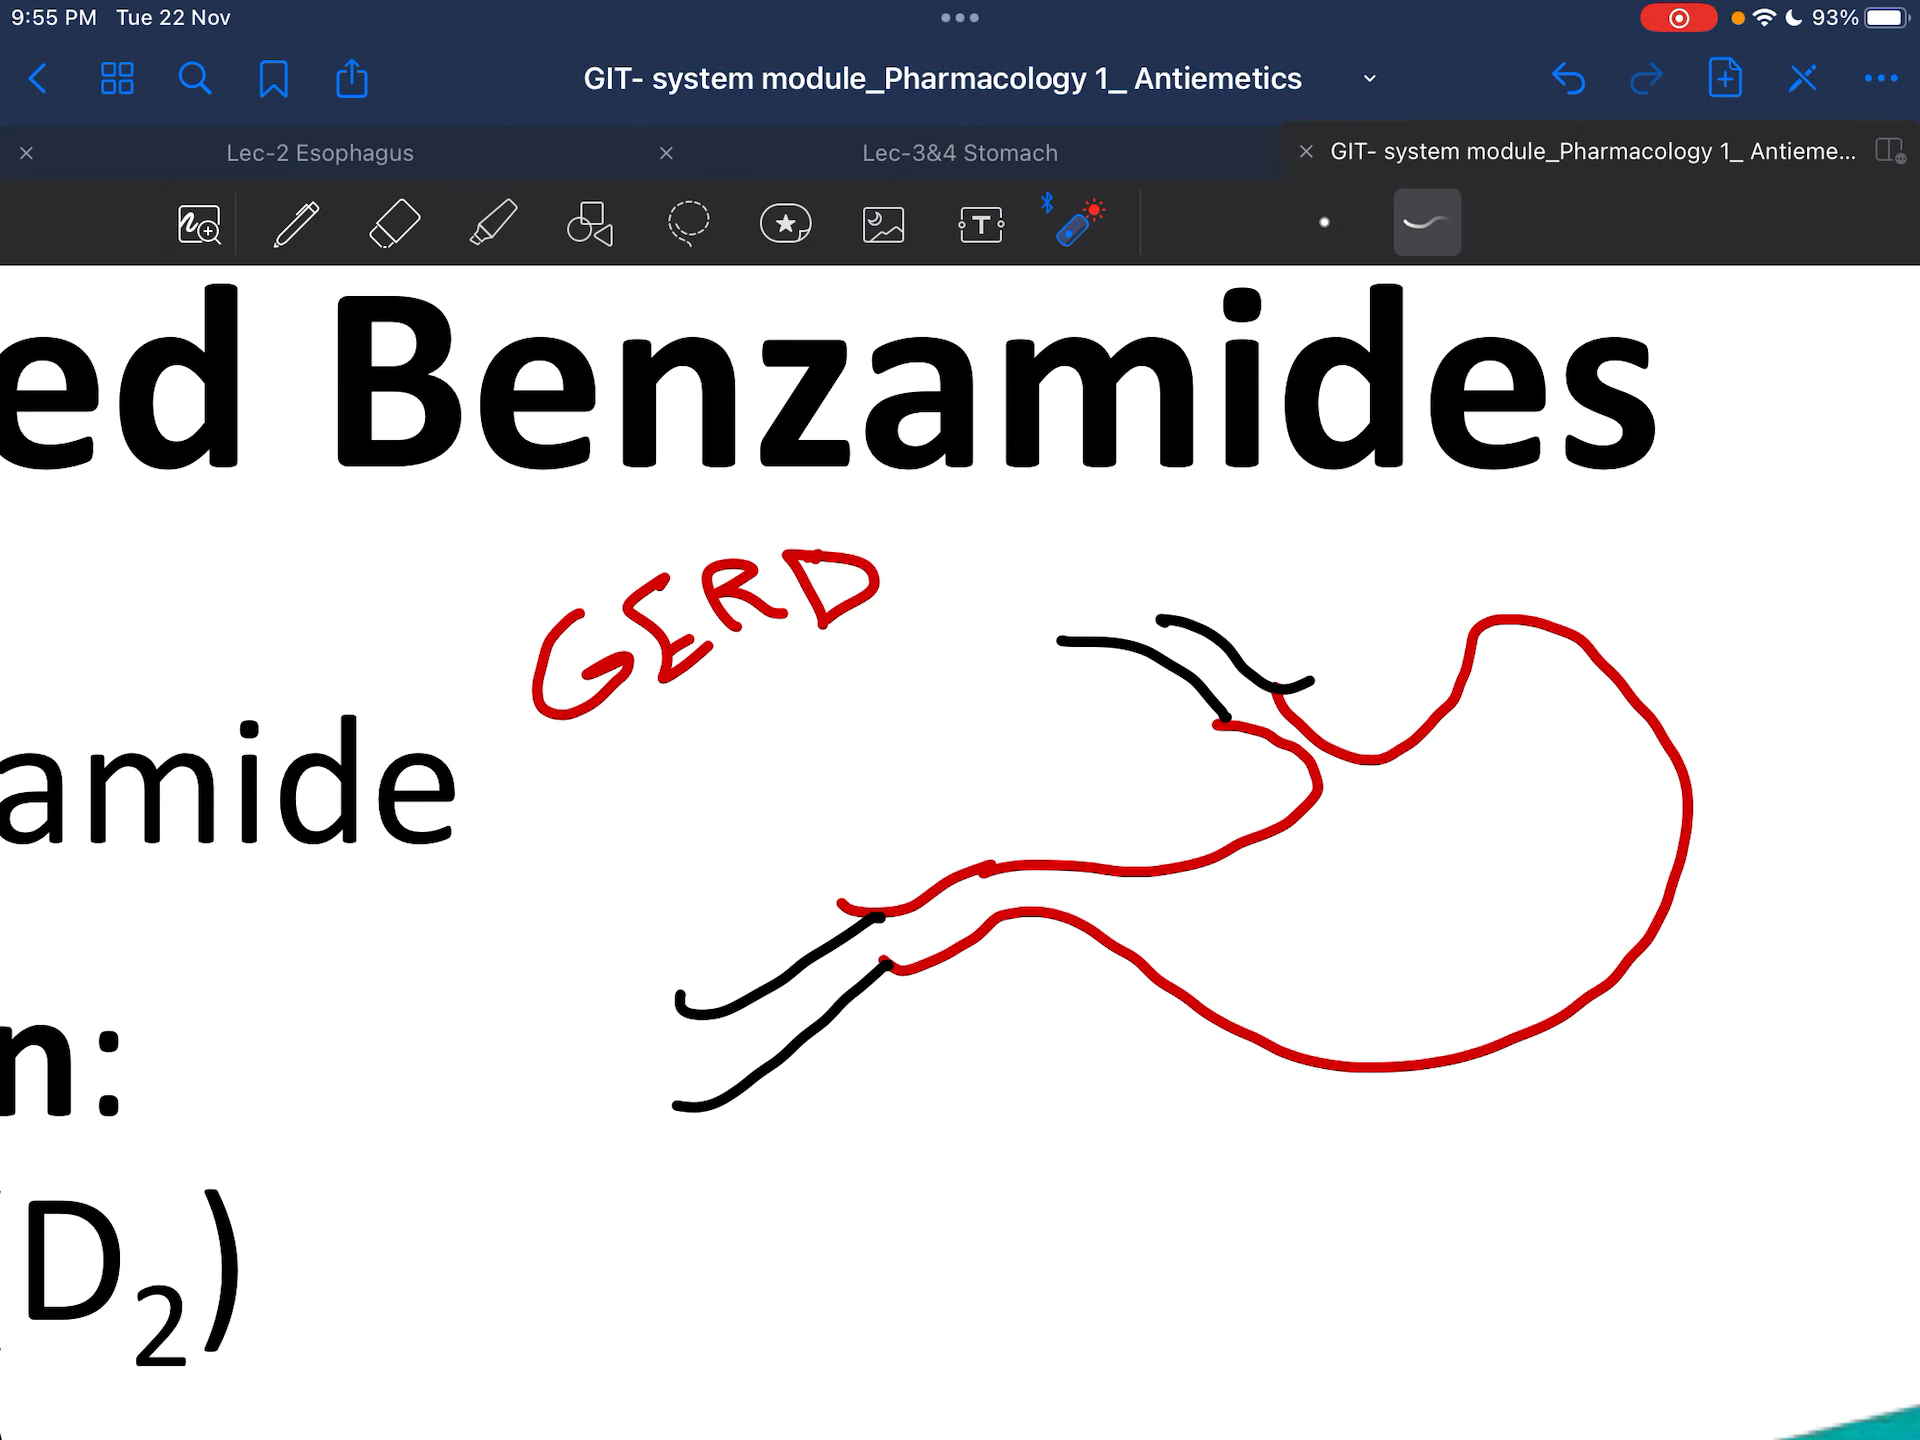 9:55 PM Tue 22 Nov 93%
GIT- system module_Pharmacology 1_ Antiemetics
Lec-2 Esophagus Lec-3&4 Stomach GIT- system module_Pharmacology 1_ Antieme...
T
ed Benzamides
GERD
amide
n:
D₂)